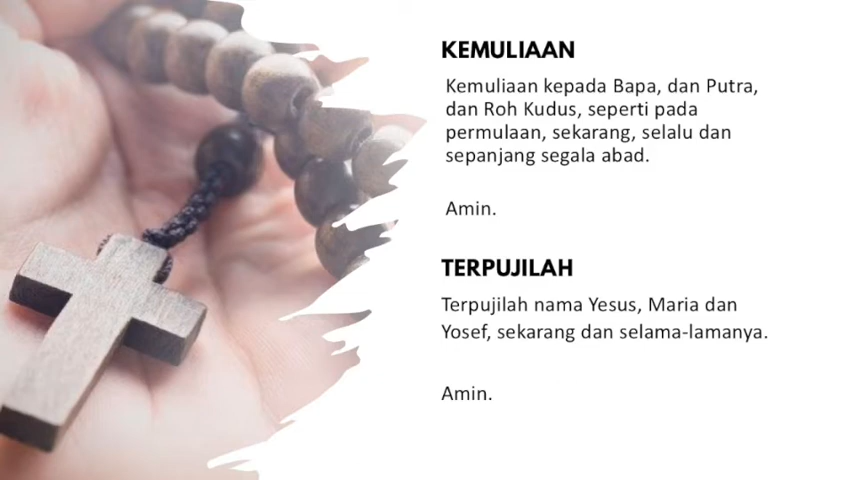 KEMULIAAN
Kemuliaan kepada Bapa, dan Putra,
dan Roh Kudus, seperti pada
permulaan, sekarang, selalu dan
sepanjang segala abad.
Amin.
TERPUJILAH
Terpujilah nama Yesus, Maria dan
Yosef, sekarang dan selama-lamanya.
Amin.